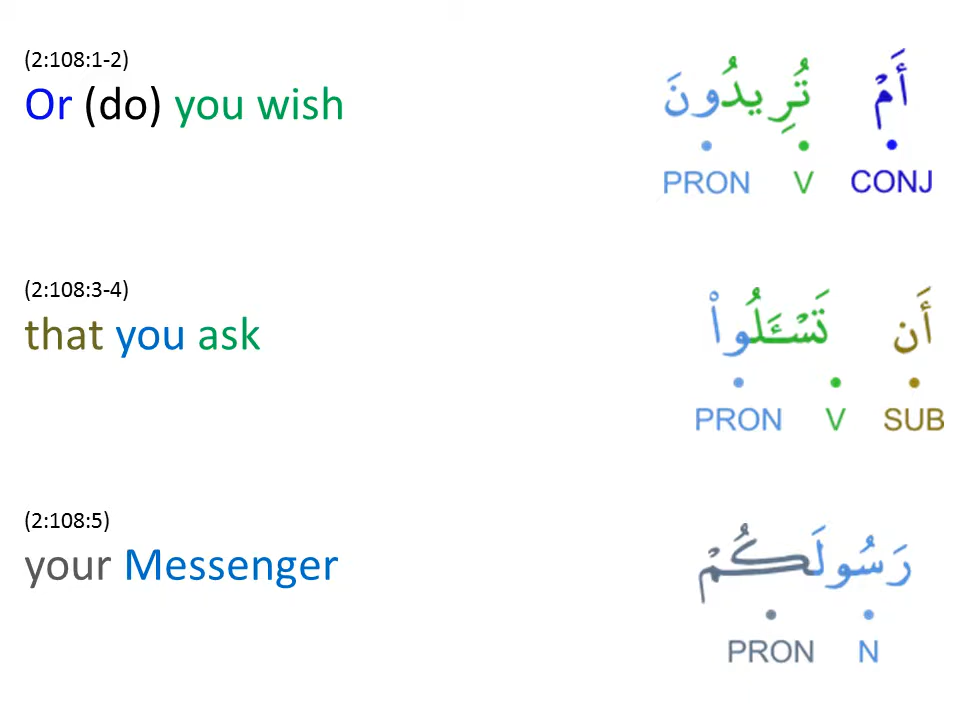 (2:108:1-2)
Or (do) you wish
أَمْ تُرِيدُونَ
PRON V CONJ
(2:108:3-4)
that you ask
أَن تَسْـَٔلُوا۟
PRON V SUB
(2:108:5)
your Messenger
رَسُولَكُمْ
PRON N